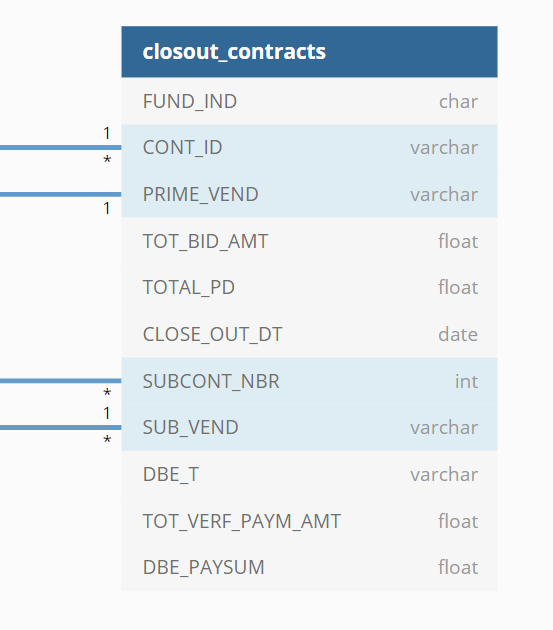 closout_contracts
FUND_IND char
1
CONT_ID varchar
*
PRIME_VEND varchar
1
TOT_BID_AMT float
TOTAL_PD float
CLOSE_OUT_DT date
SUBCONT_NBR int
*
1
SUB_VEND varchar
*
DBE_T varchar
TOT_VERF_PAYM_AMT float
DBE_PAYSUM float